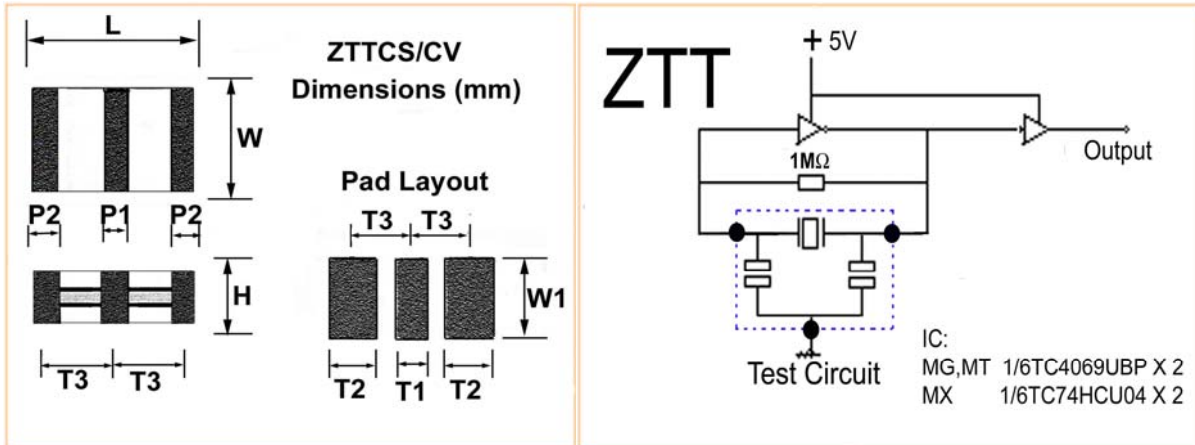 L
ZTTCS/CV
Dimensions (mm)
W
P2 P1 P2
Pad Layout
T3 T3
H
W1
T3 T3
T2 T1 T2
ZTT
+ 5V
1MΩ
Output
Test Circuit
IC:
MG,MT 1/6TC4069UBP X 2
MX 1/6TC74HCU04 X 2